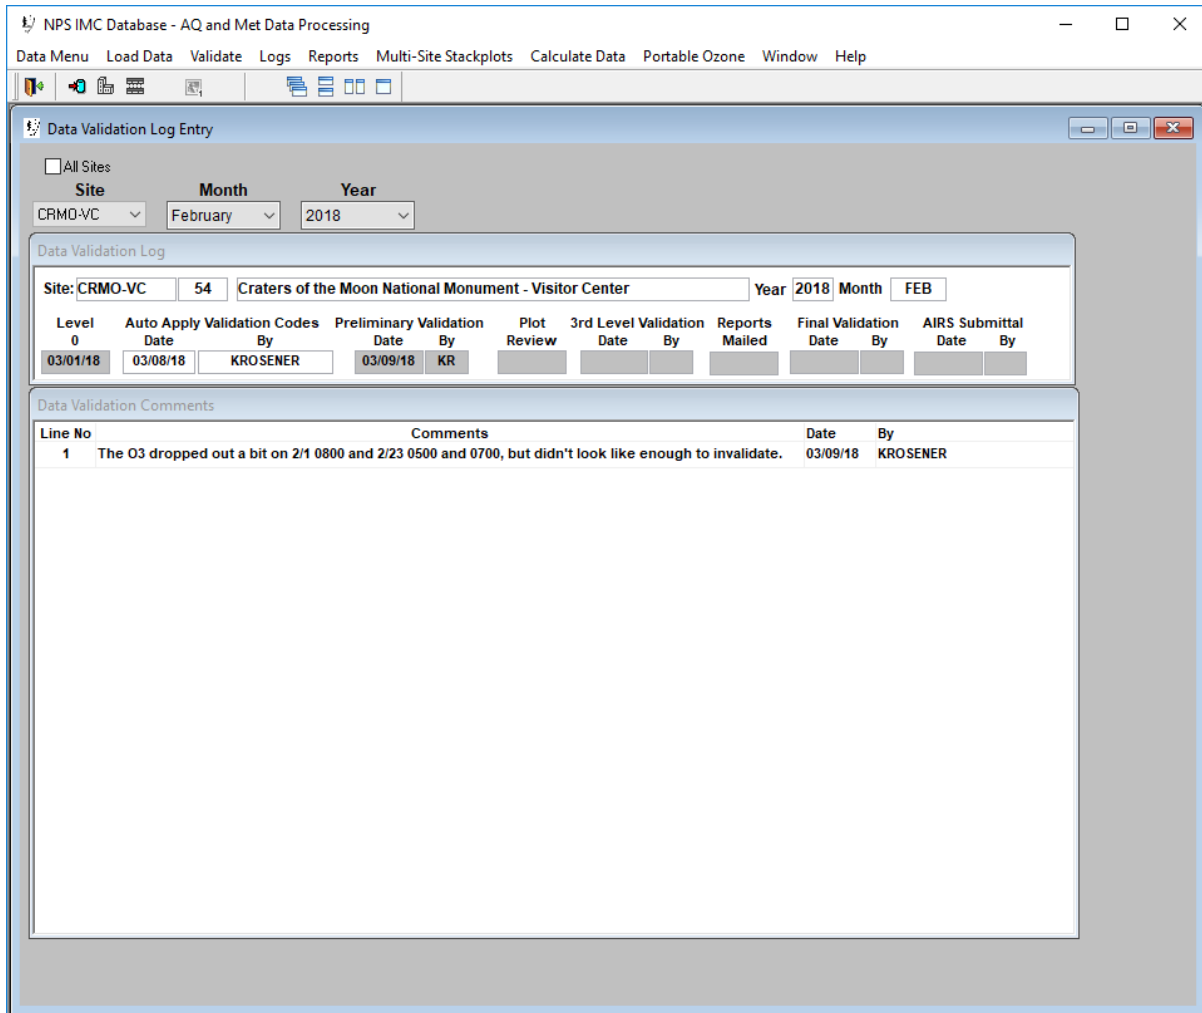 NPS IMC Database - AQ and Met Data Processing
Data Menu Load Data Validate Logs Reports Multi-Site Stackplots Calculate Data Portable Ozone Window Help
Data Validation Log Entry
All Sites
Site Month Year
CRMO-VC February 2018
Data Validation Log
Site: CRMO-VC 54 Craters of the Moon National Monument - Visitor Center Year 2018 Month FEB
Level Auto Apply Validation Codes Preliminary Validation Plot 3rd Level Validation Reports Final Validation AIRS Submittal
0 Date By Date By Review Date By Mailed Date By Date By
03/01/18 03/08/18 KROSENER 03/09/18 KR
Data Validation Comments
Line No Comments Date By
1 The O3 dropped out a bit on 2/1 0800 and 2/23 0500 and 0700, but didn't look like enough to invalidate. 03/09/18 KROSENER